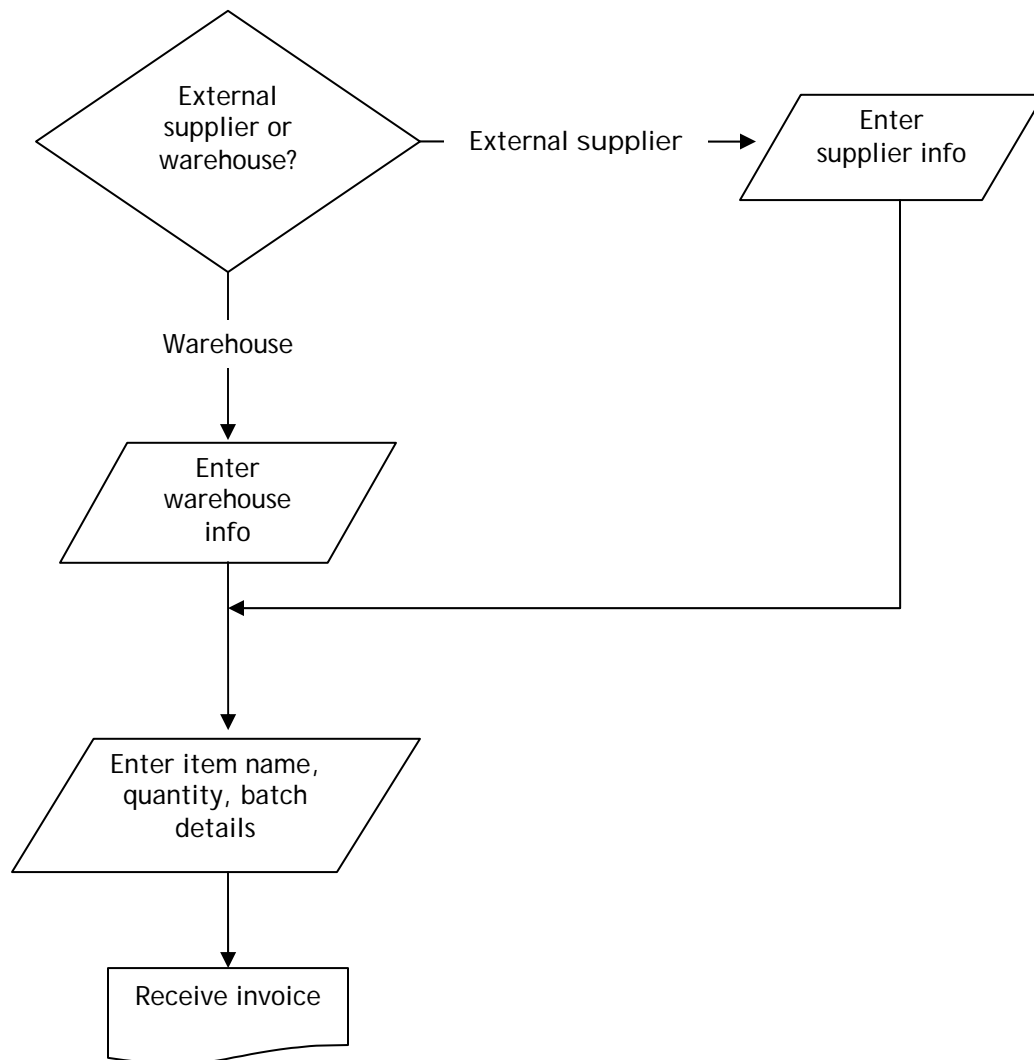 External
supplier or
warehouse?
External supplier
Enter
supplier info
Warehouse
Enter
warehouse
info
Enter item name,
quantity, batch
details
Receive invoice